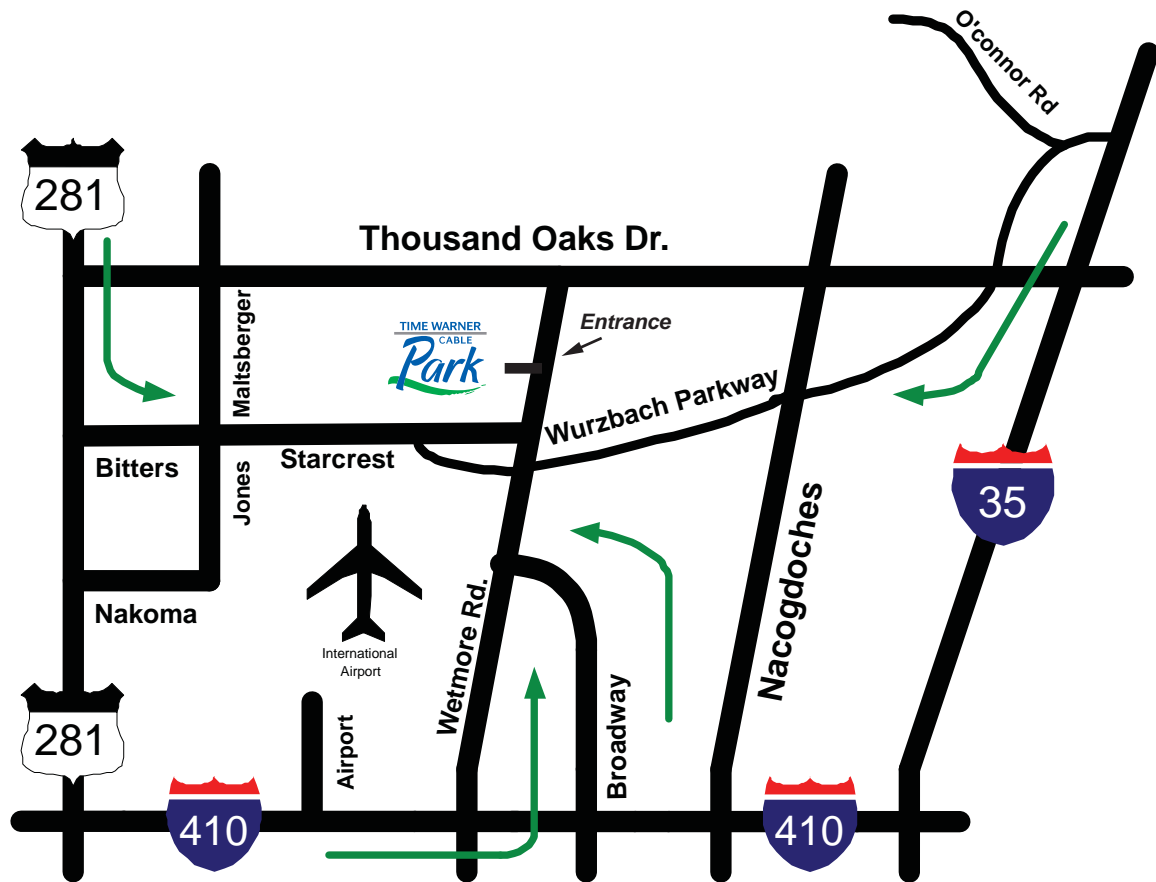 O'connor Rd
281
Thousand Oaks Dr.
Maltsberger
TIME WARNER
CABLE
Park
Entrance
Wurzbach Parkway
Bitters
Starcrest
Jones
35
Nacogdoches
Nakoma
International
Airport
Wetmore Rd.
281
Airport
Broadway
410
410